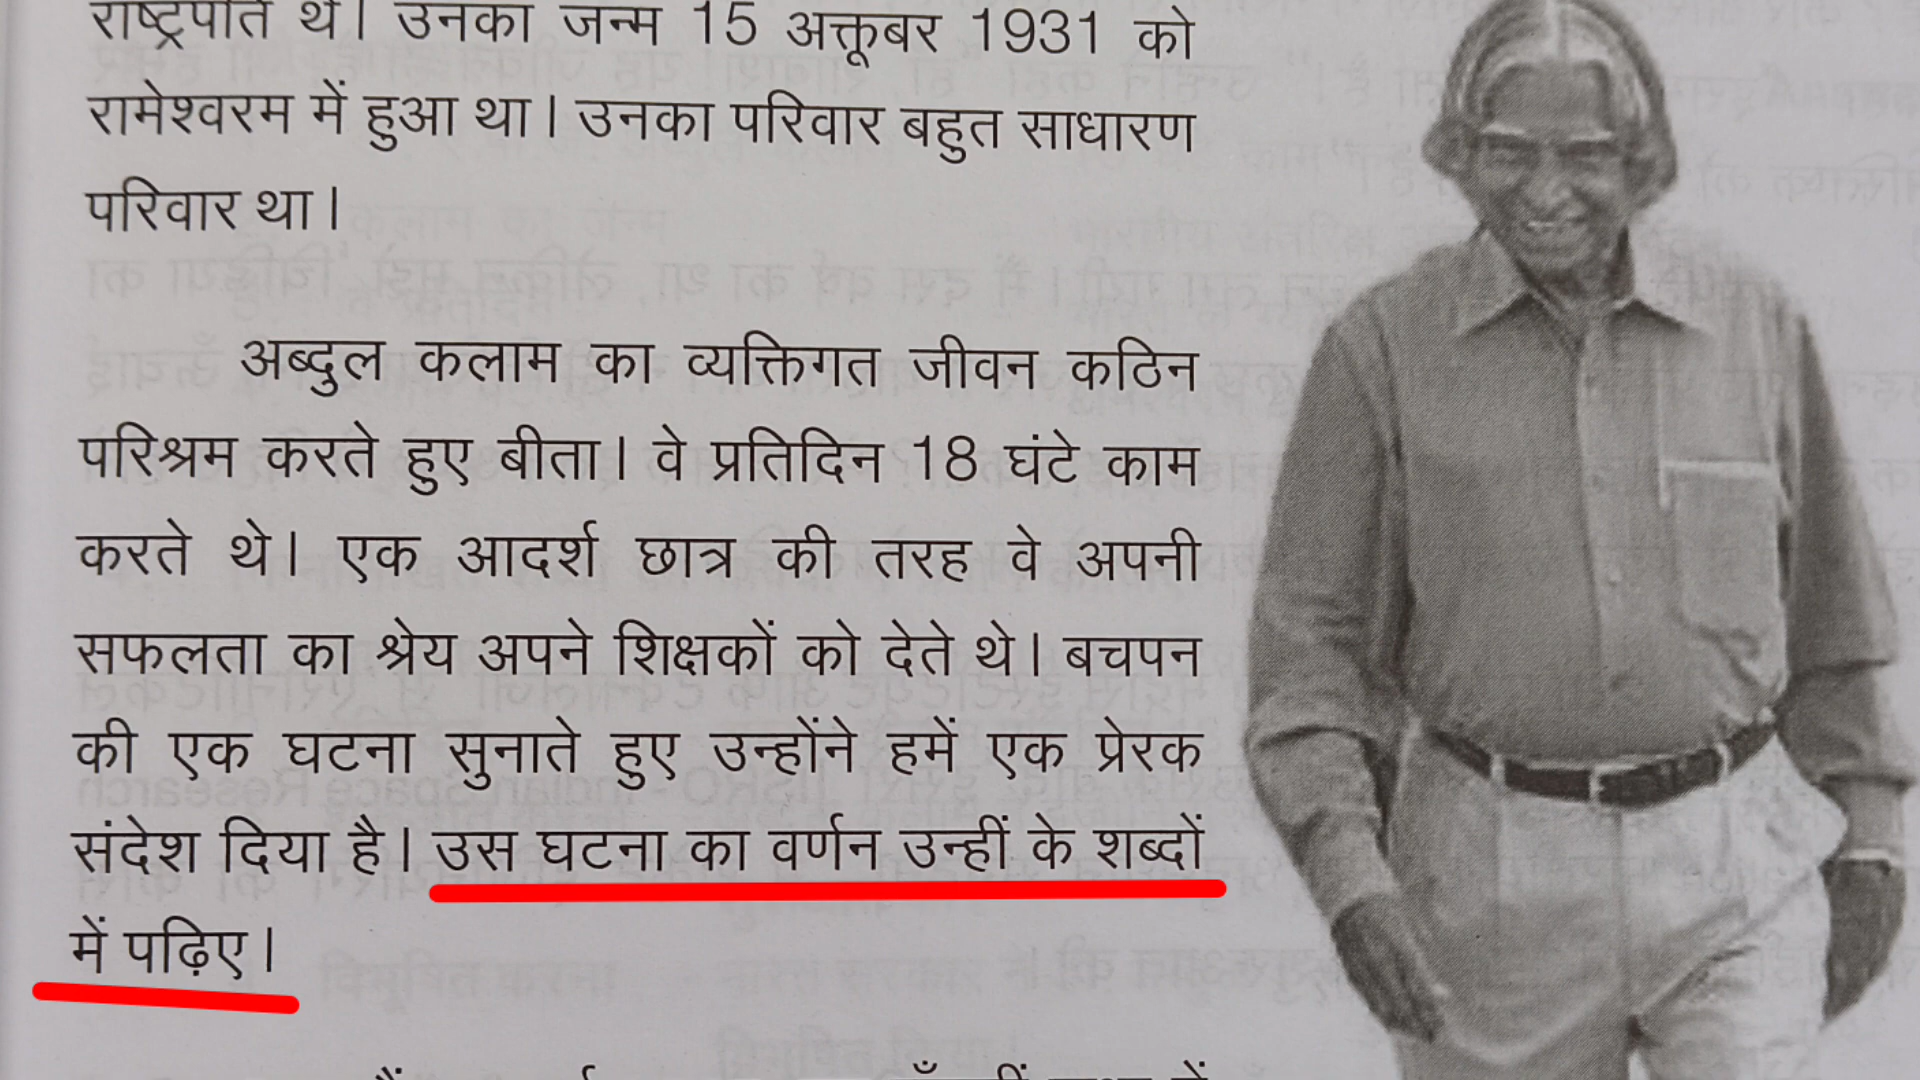 राष्ट्रपति थे। उनका जन्म 15 अक्तूबर 1931 को
रामेश्वरम में हुआ था। उनका परिवार बहुत साधारण
परिवार था।
अब्दुल कलाम का व्यक्तिगत जीवन कठिन
परिश्रम करते हुए बीता। वे प्रतिदिन 18 घंटे काम
करते थे। एक आदर्श छात्र की तरह वे अपनी
सफलता का श्रेय अपने शिक्षकों को देते थे। बचपन
की एक घटना सुनाते हुए उन्होंने हमें एक प्रेरक
संदेश दिया है। उस घटना का वर्णन उन्हीं के शब्दों
में पढ़िए।